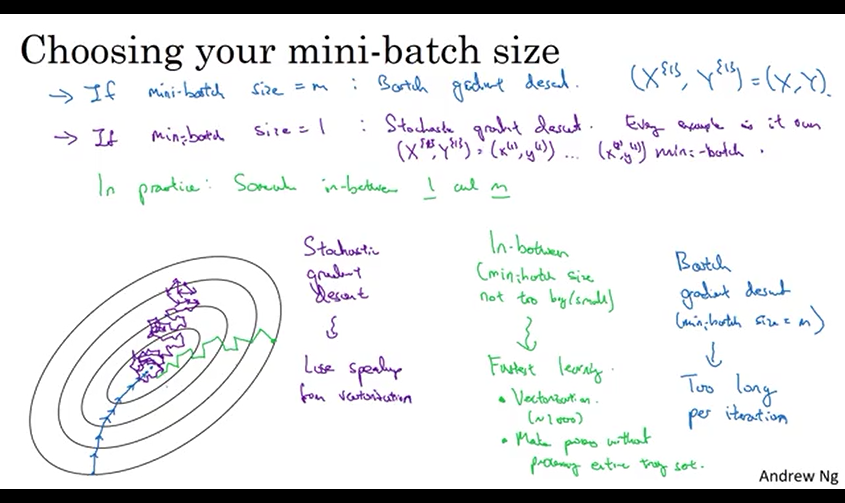 Choosing your mini-batch size
→ If mini-batch size = m : Batch gradient descent. (X^{1}, Y^{1}) = (X, Y).
→ If mini-batch size = 1 : Stochastic gradient descent. Every example is it own
(X^{1}, Y^{1}) = (x^(1), y^(1)) ... (x^(2), y^(2)) mini-batch.
In practice: in-between 1 and m
Stochastic
gradient
descent
Lose speedup
from vectorization
In-between
(mini-batch size
not too big/small)
Fastest learning.
• Vectorization.
(~1000)
• Make progress without
processing entire training set.
Batch
gradient descent
(mini-batch size = m)
Too long
per iteration
Andrew Ng